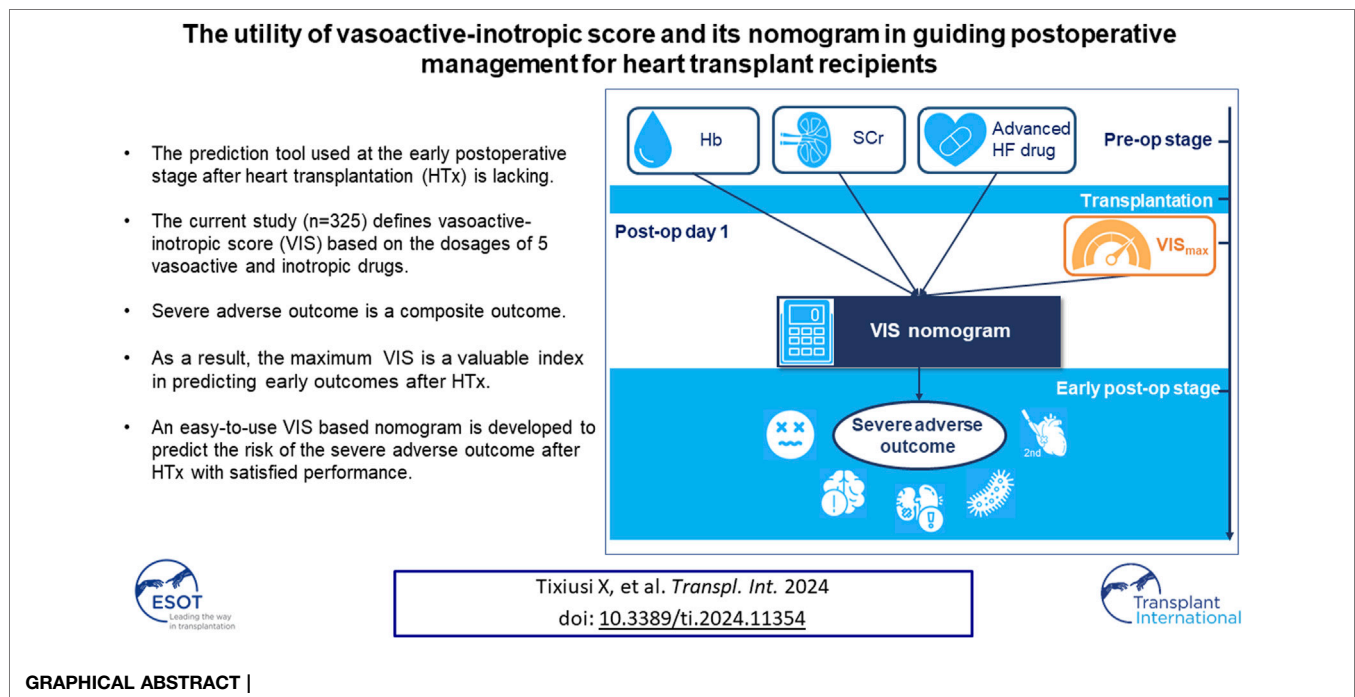 The utility of vasoactive-inotropic score and its nomogram in guiding postoperative
management for heart transplant recipients
• The prediction tool used at the early postoperative
stage after heart transplantation (HTx) is lacking.
• The current study (n=325) defines vasoactive-
inotropic score (VIS) based on the dosages of 5
vasoactive and inotropic drugs.
• Severe adverse outcome is a composite outcome.
• As a result, the maximum VIS is a valuable index
in predicting early outcomes after HTx.
• An easy-to-use VIS based nomogram is developed to
predict the risk of the severe adverse outcome after
HTx with satisfied performance.
Hb
SCr
Advanced
HF drug
Pre-op stage
Transplantation
Post-op day 1
VISmax
0
VIS nomogram
Early post-op stage
Severe adverse
outcome
2nd
ESOT
Leading the way
in transplantation
Tixiusi X, et al. Transpl. Int. 2024
doi: 10.3389/ti.2024.11354
Transplant
International
GRAPHICAL ABSTRACT |